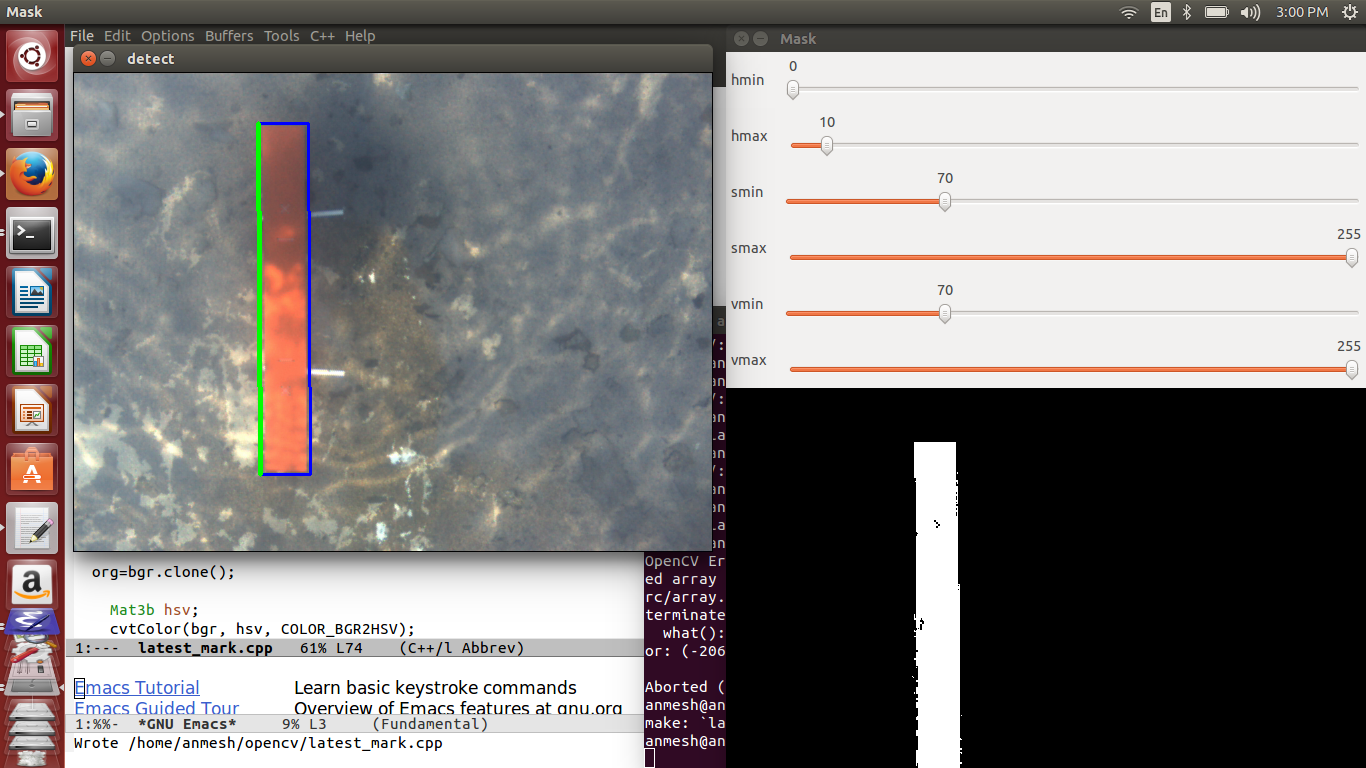 Mask
En
3:00 PM
File Edit Options Buffers Tools C++ Help
detect
org=bgr.clone();
Mat3b hsv;
cvtColor(bgr, hsv, COLOR_BGR2HSV);
1:--- latest_mark.cpp 61% L74 (C++/l Abbrev)
Emacs Tutorial Learn basic keystroke commands
Emacs Guided Tour Overview of Emacs features at gnu.org
1:%%- *GNU Emacs* 9% L3 (Fundamental)
Wrote /home/anmesh/opencv/latest_mark.cpp
OpenCV Er
ed array
rc/array.
terminate
what():
or: (-206
Aborted (
anmesh@an
make: `la
anmesh@an
Mask
hmin 0
hmax 10
smin 70
smax 255
vmin 70
vmax 255